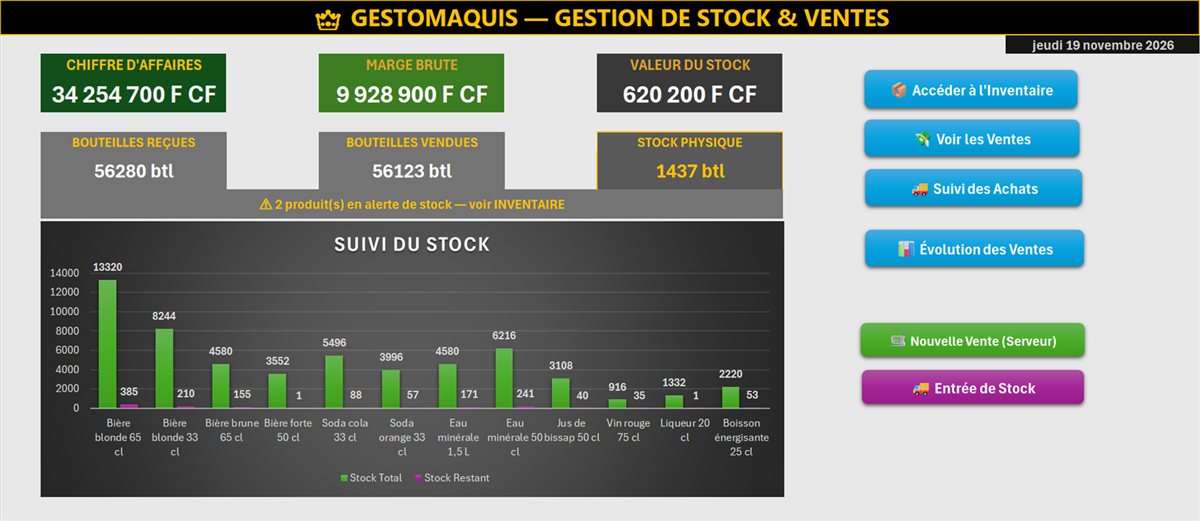 GESTOMAQUIS — GESTION DE STOCK & VENTES
jeudi 19 novembre 2026
CHIFFRE D'AFFAIRES
34 254 700 F CF
MARGE BRUTE
9 928 900 F CF
VALEUR DU STOCK
620 200 F CF
BOUTEILLES REÇUES
56280 btl
BOUTEILLES VENDUES
56123 btl
STOCK PHYSIQUE
1437 btl
⚠ 2 produit(s) en alerte de stock — voir INVENTAIRE
Accéder à l'Inventaire
Voir les Ventes
Suivi des Achats
Évolution des Ventes
Nouvelle Vente (Serveur)
Entrée de Stock
SUIVI DU STOCK
14000
12000
10000
8000
6000
4000
2000
0
13320
385
8244
210
4580
155
3552
1
5496
88
3996
57
4580
171
6216
241
3108
40
916
35
1332
1
2220
53
Bière
blonde 65
cl
Bière
blonde 33
cl
Bière brune
65 cl
Bière forte
50 cl
Soda cola
33 cl
Soda
orange 33
cl
Eau
minérale
1,5 L
Eau
minérale 50
cl
Jus de
bissap 50 cl
Vin rouge
75 cl
Liqueur 20
cl
Boisson
énergisante
25 cl
Stock Total
Stock Restant